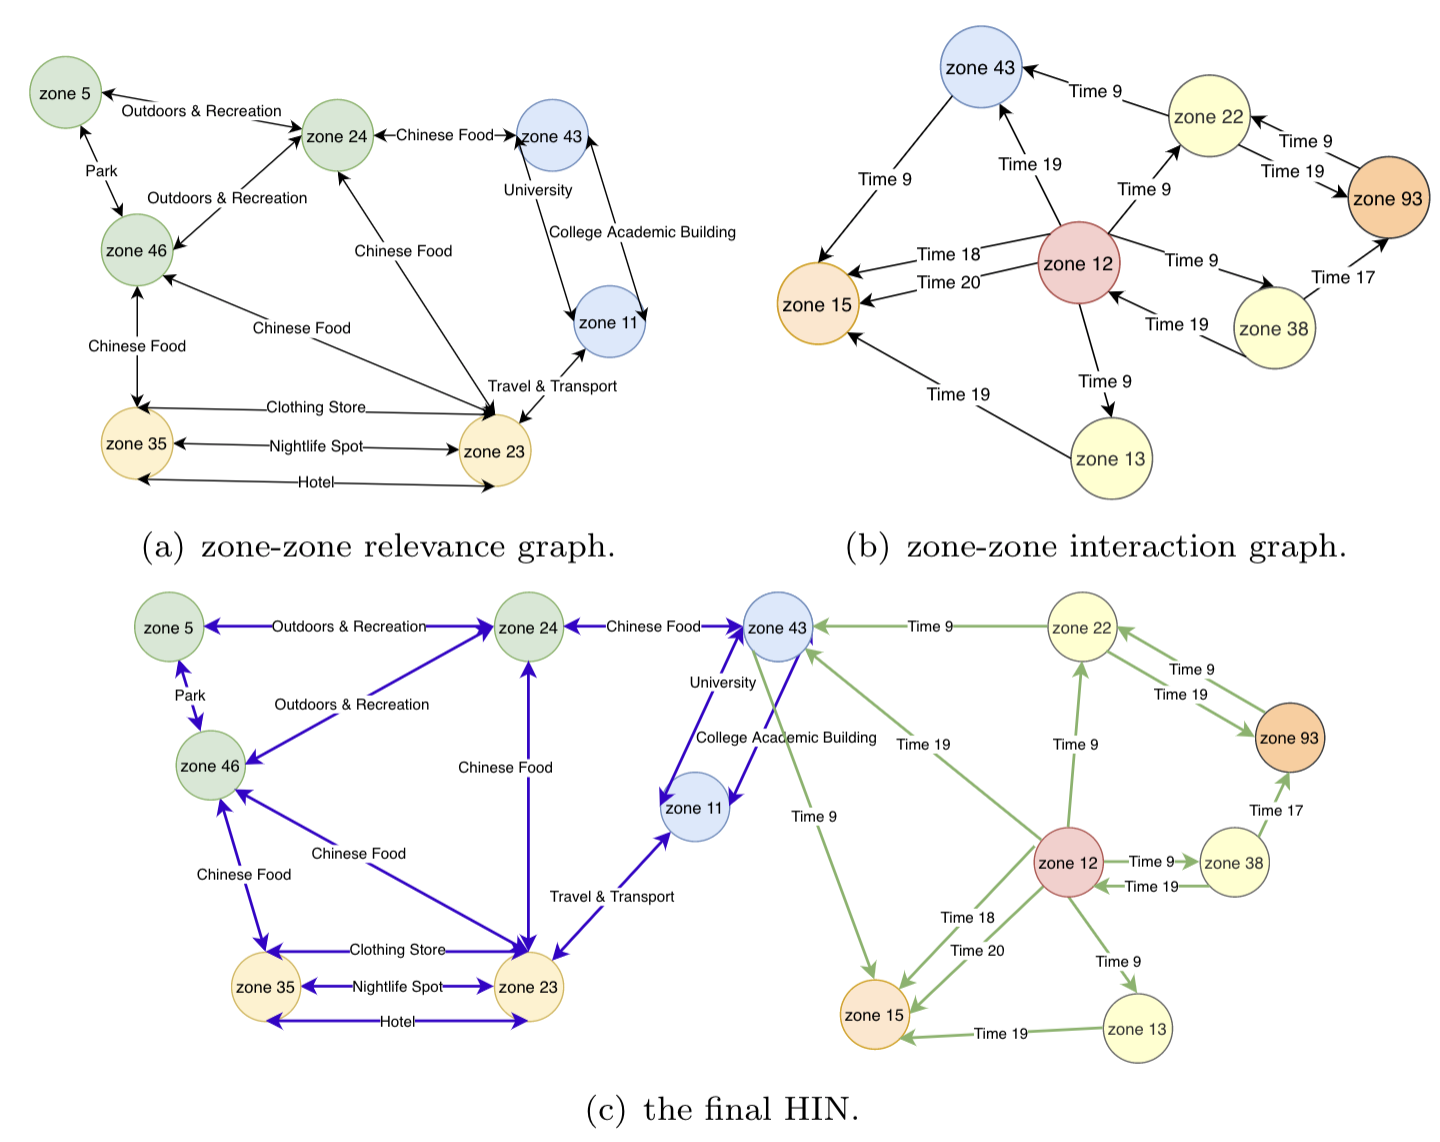 zone 5
Outdoors & Recreation
zone 24
Chinese Food
zone 43
Park
University
Outdoors & Recreation
College Academic Building
zone 46
Chinese Food
Chinese Food
zone 11
Chinese Food
Travel & Transport
Clothing Store
zone 35
Nightlife Spot
zone 23
Hotel
(a) zone-zone relevance graph.
zone 43
Time 9
zone 22
Time 9
Time 19
Time 19
Time 9
Time 9
zone 93
Time 18
zone 12
Time 9
Time 20
Time 17
zone 15
Time 19
zone 38
Time 9
Time 19
zone 13
(b) zone-zone interaction graph.
zone 5
Outdoors & Recreation
zone 24
Chinese Food
zone 43
Time 9
zone 22
Park
University
Time 9
Time 19
Outdoors & Recreation
College Academic Building
Time 19
Time 9
zone 93
zone 46
Chinese Food
zone 11
Time 9
Time 17
Chinese Food
Chinese Food
zone 12
Time 9
zone 38
Time 19
Travel & Transport
Time 18
Clothing Store
Time 20
Time 9
zone 35
Nightlife Spot
zone 23
Hotel
zone 15
Time 19
zone 13
(c) the final HIN.